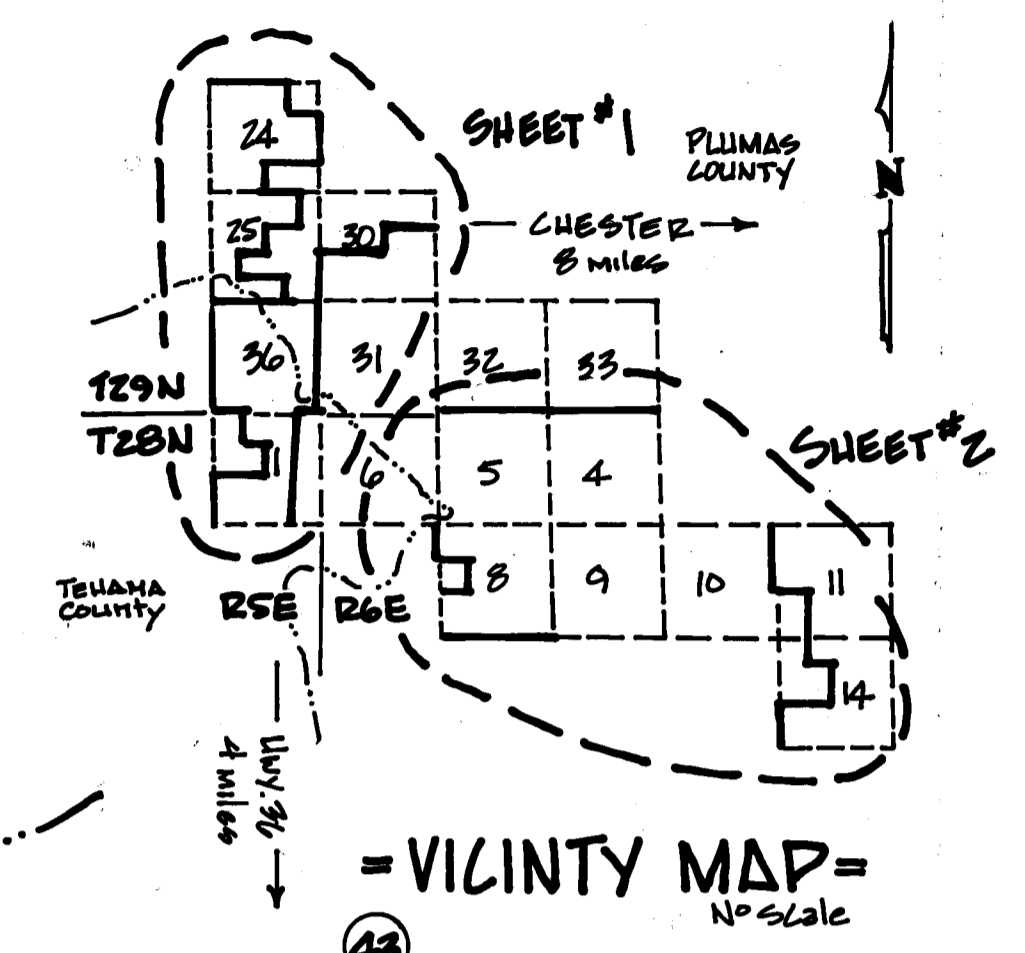 SHEET #1
24
PLUMAS
COUNTY
N
25
30
CHESTER
8 miles
36
31
32
33
T29N
T28N
SHEET #2
1
6
5
4
TEHAMA
COUNTY
R5E
R6E
8
9
10
11
14
Hwy. 36
4 miles
=VICINTY MAP=
No Scale